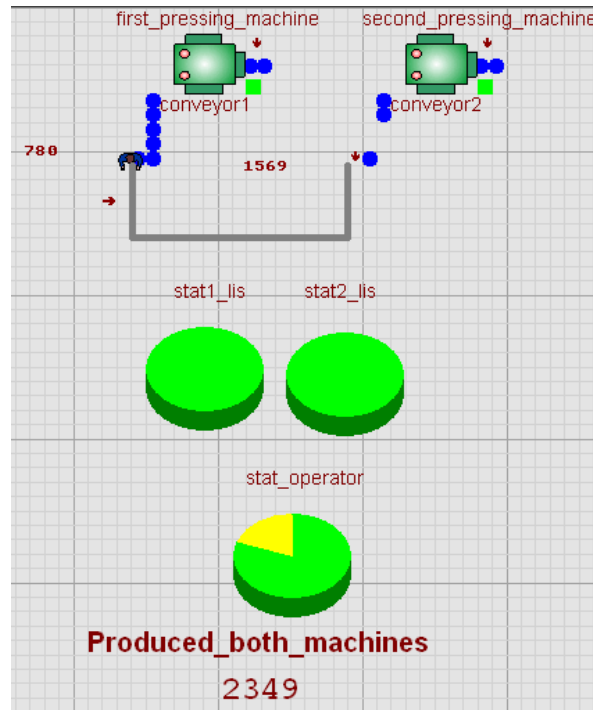 first_pressing_machine second_pressing_machine
conveyor1 conveyor2
780
1569
stat1_lis stat2_lis
stat_operator
Produced_both_machines
2349